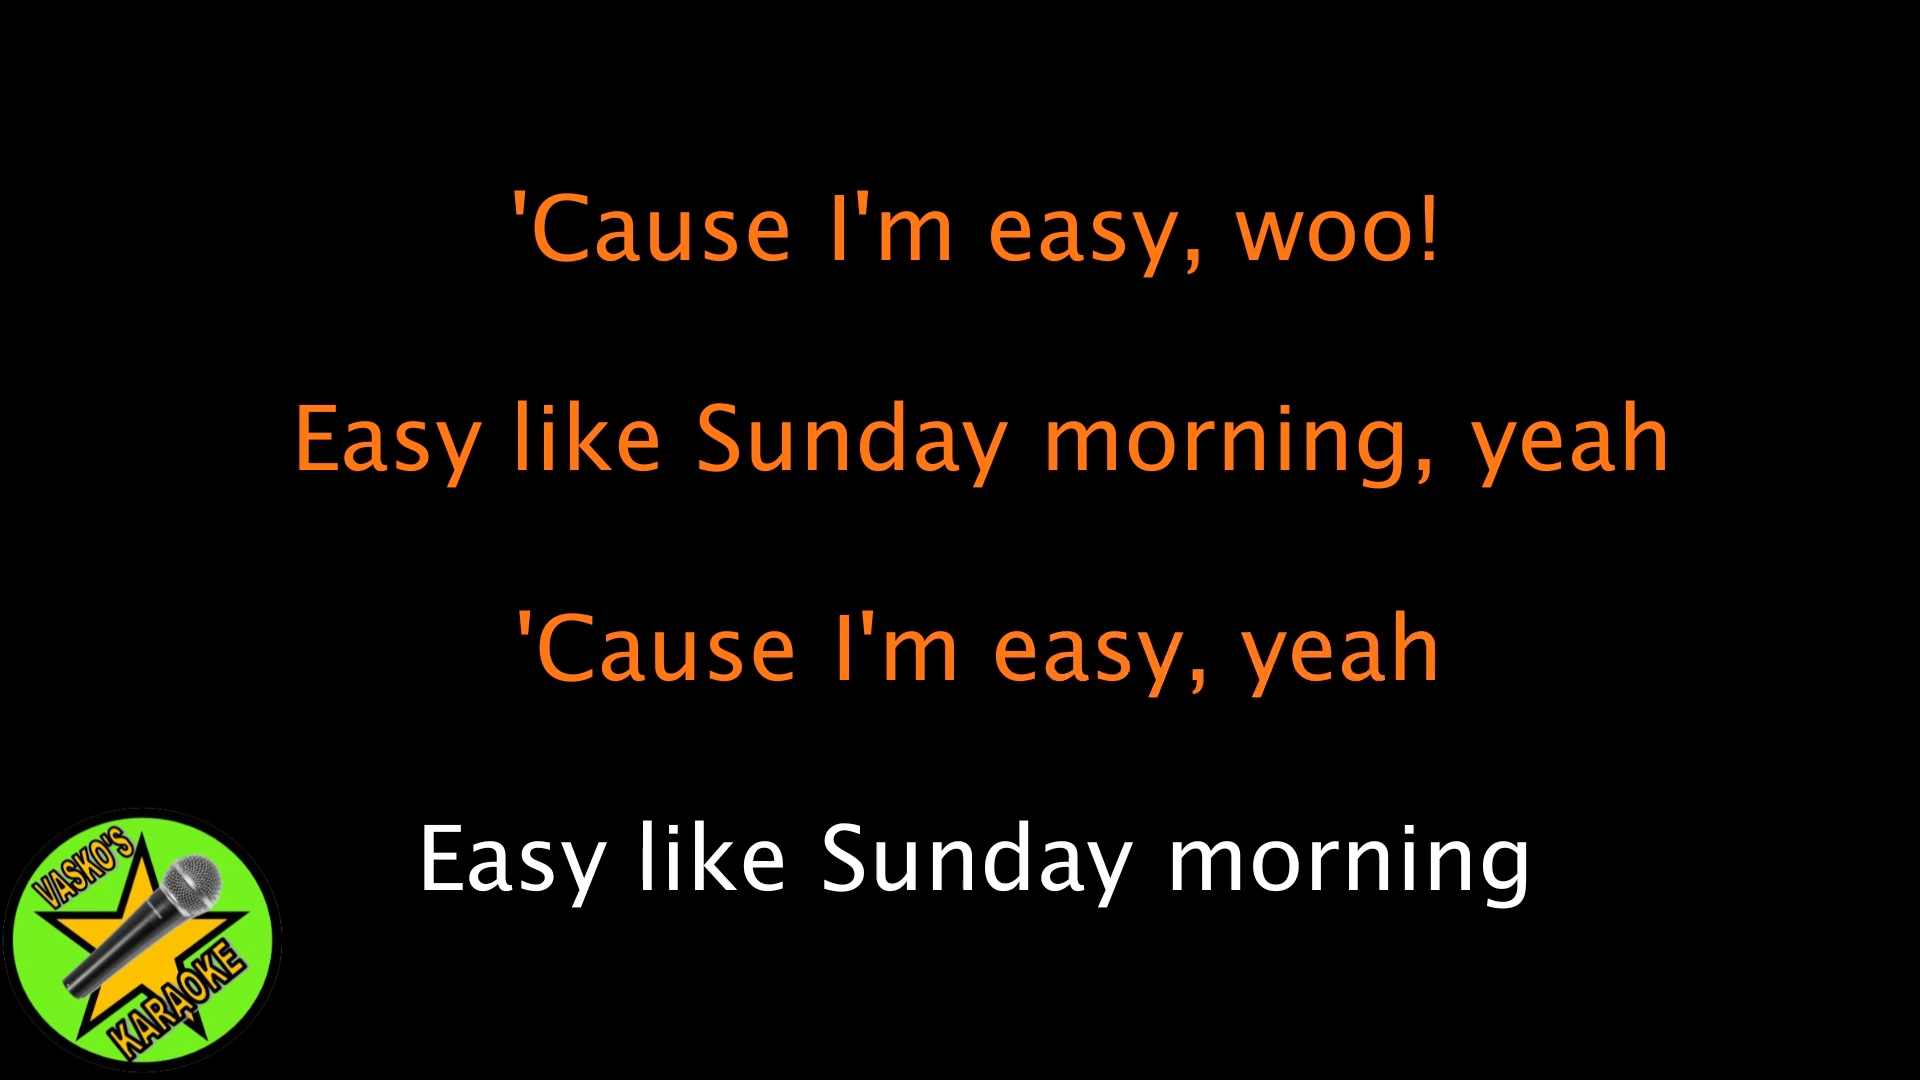 'Cause I'm easy, woo!
Easy like Sunday morning, yeah
'Cause I'm easy, yeah
Easy like Sunday morning
VASKO'S
KARAOKE